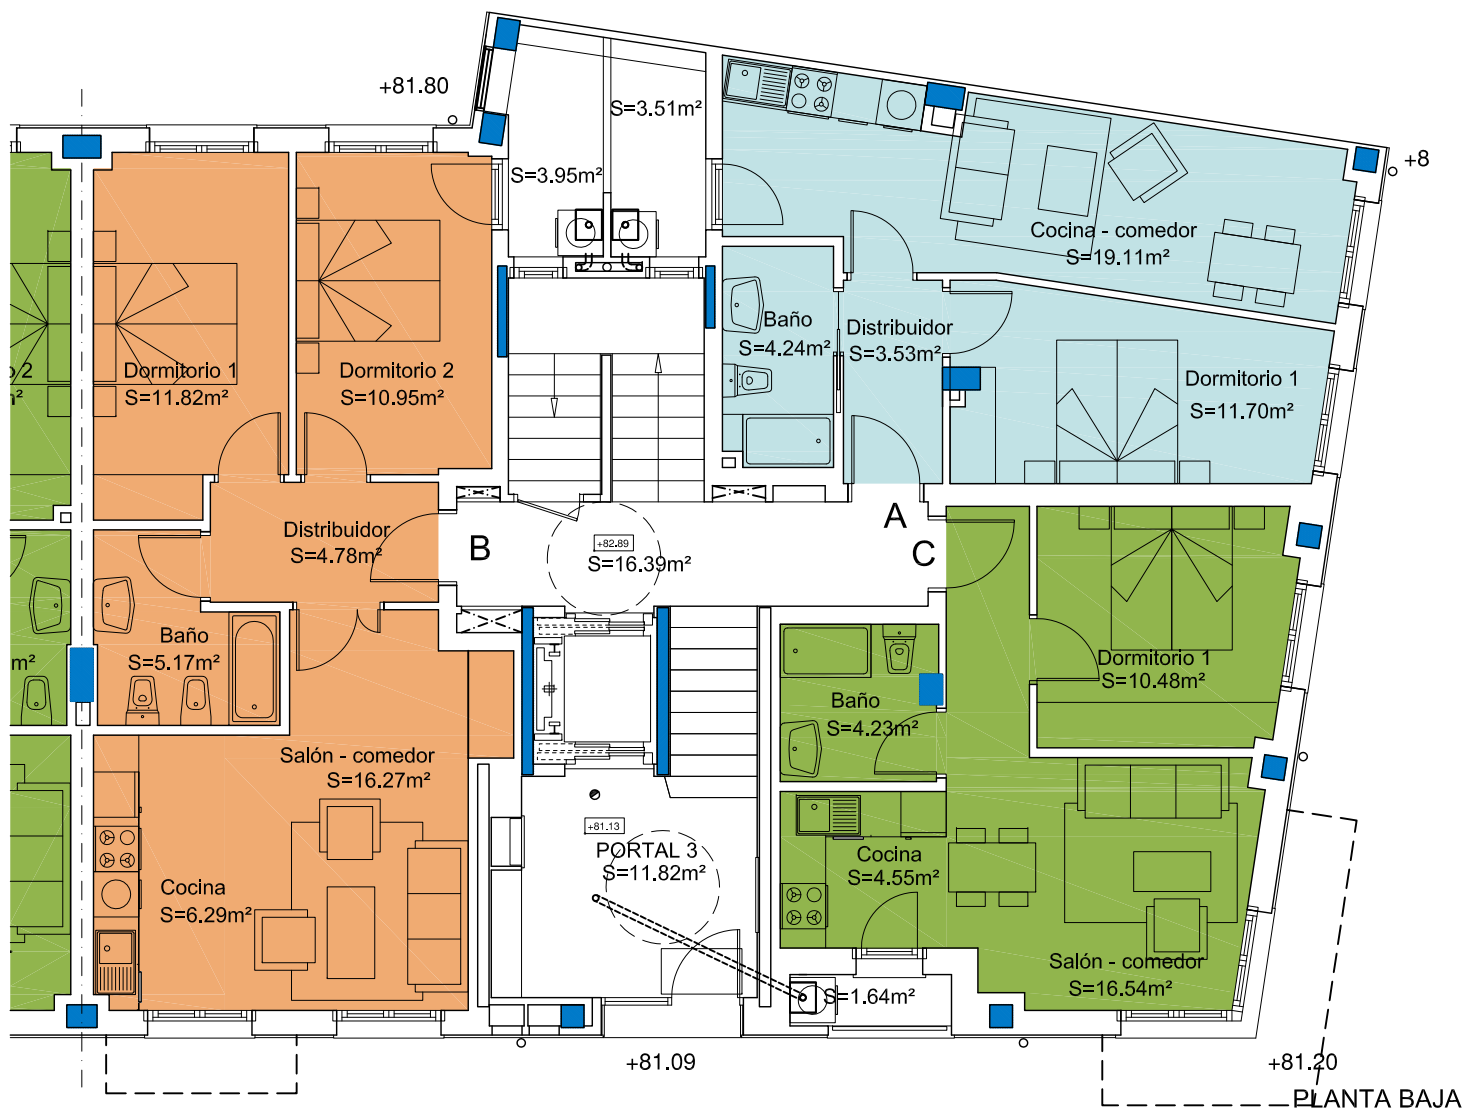 +81.80
S=3.51m²
S=3.95m²
+8
Cocina - comedor
S=19.11m²
Baño
S=4.24m²
Distribuidor
S=3.53m²
Dormitorio 1
S=11.70m²
2
m²
Dormitorio 1
S=11.82m²
Dormitorio 2
S=10.95m²
Distribuidor
S=4.78m²
B
+82.89
S=16.39m²
A
C
Baño
S=5.17m²
m²
Dormitorio 1
S=10.48m²
Baño
S=4.23m²
Salón - comedor
S=16.27m²
+81.13
PORTAL 3
S=11.82m²
Cocina
S=4.55m²
Cocina
S=6.29m²
Salón - comedor
S=16.54m²
S=1.64m²
+81.09
+81.20
PLANTA BAJA